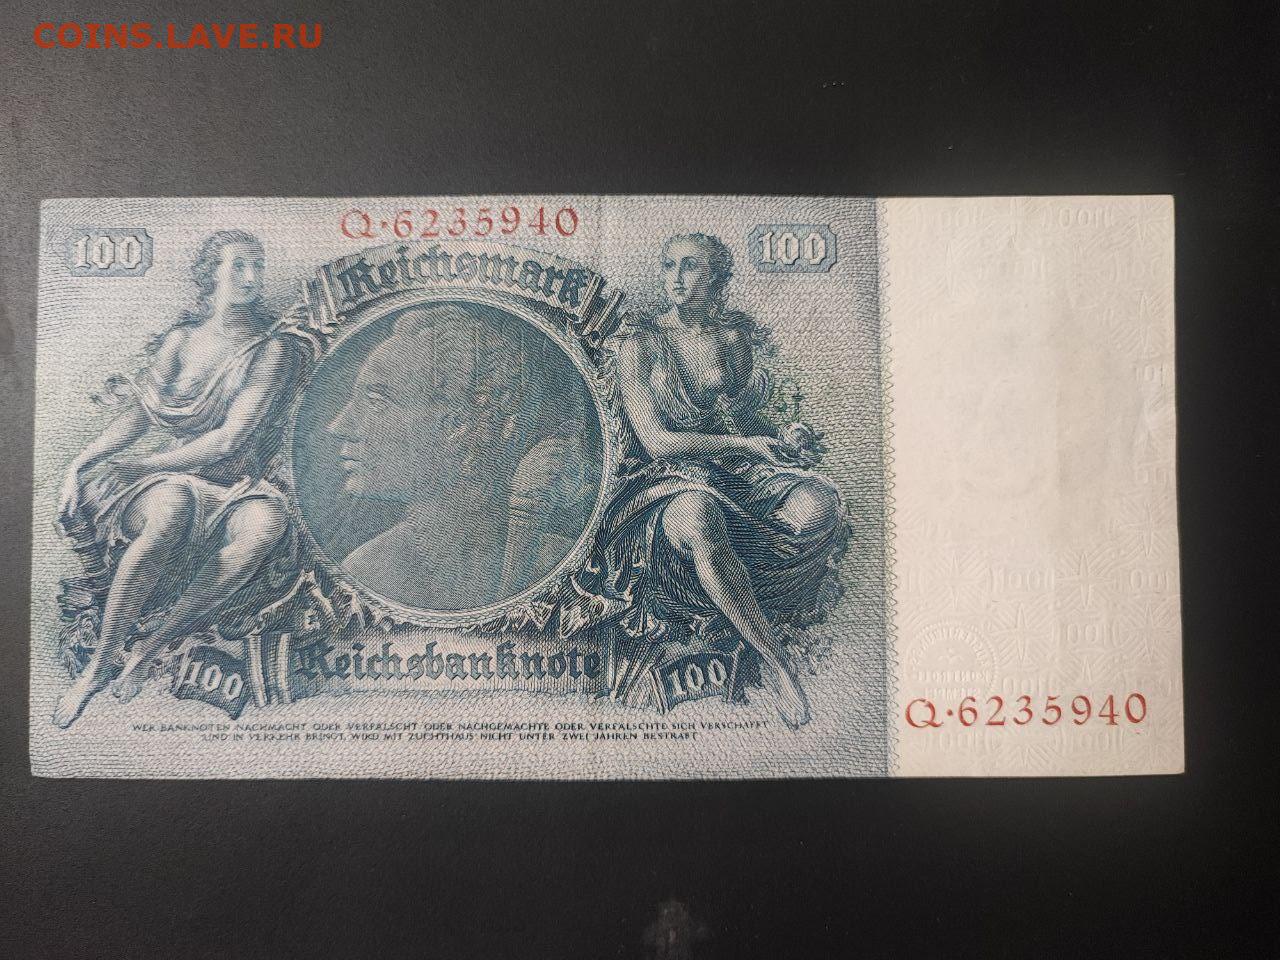 COINS.LAVE.RU
Q·6235940
100
100
Reichsmark
Reichsbanknote
100
100
Q·6235940
WER BANKNOTEN NACHMACHT ODER VERFÄLSCHT ODER NACHGEMACHTE ODER VERFÄLSCHTE SICH VERSCHAFFT
UND IN VERKEHR BRINGT, WIRD MIT ZUCHTHAUS NICHT UNTER ZWEI JAHREN BESTRAFT